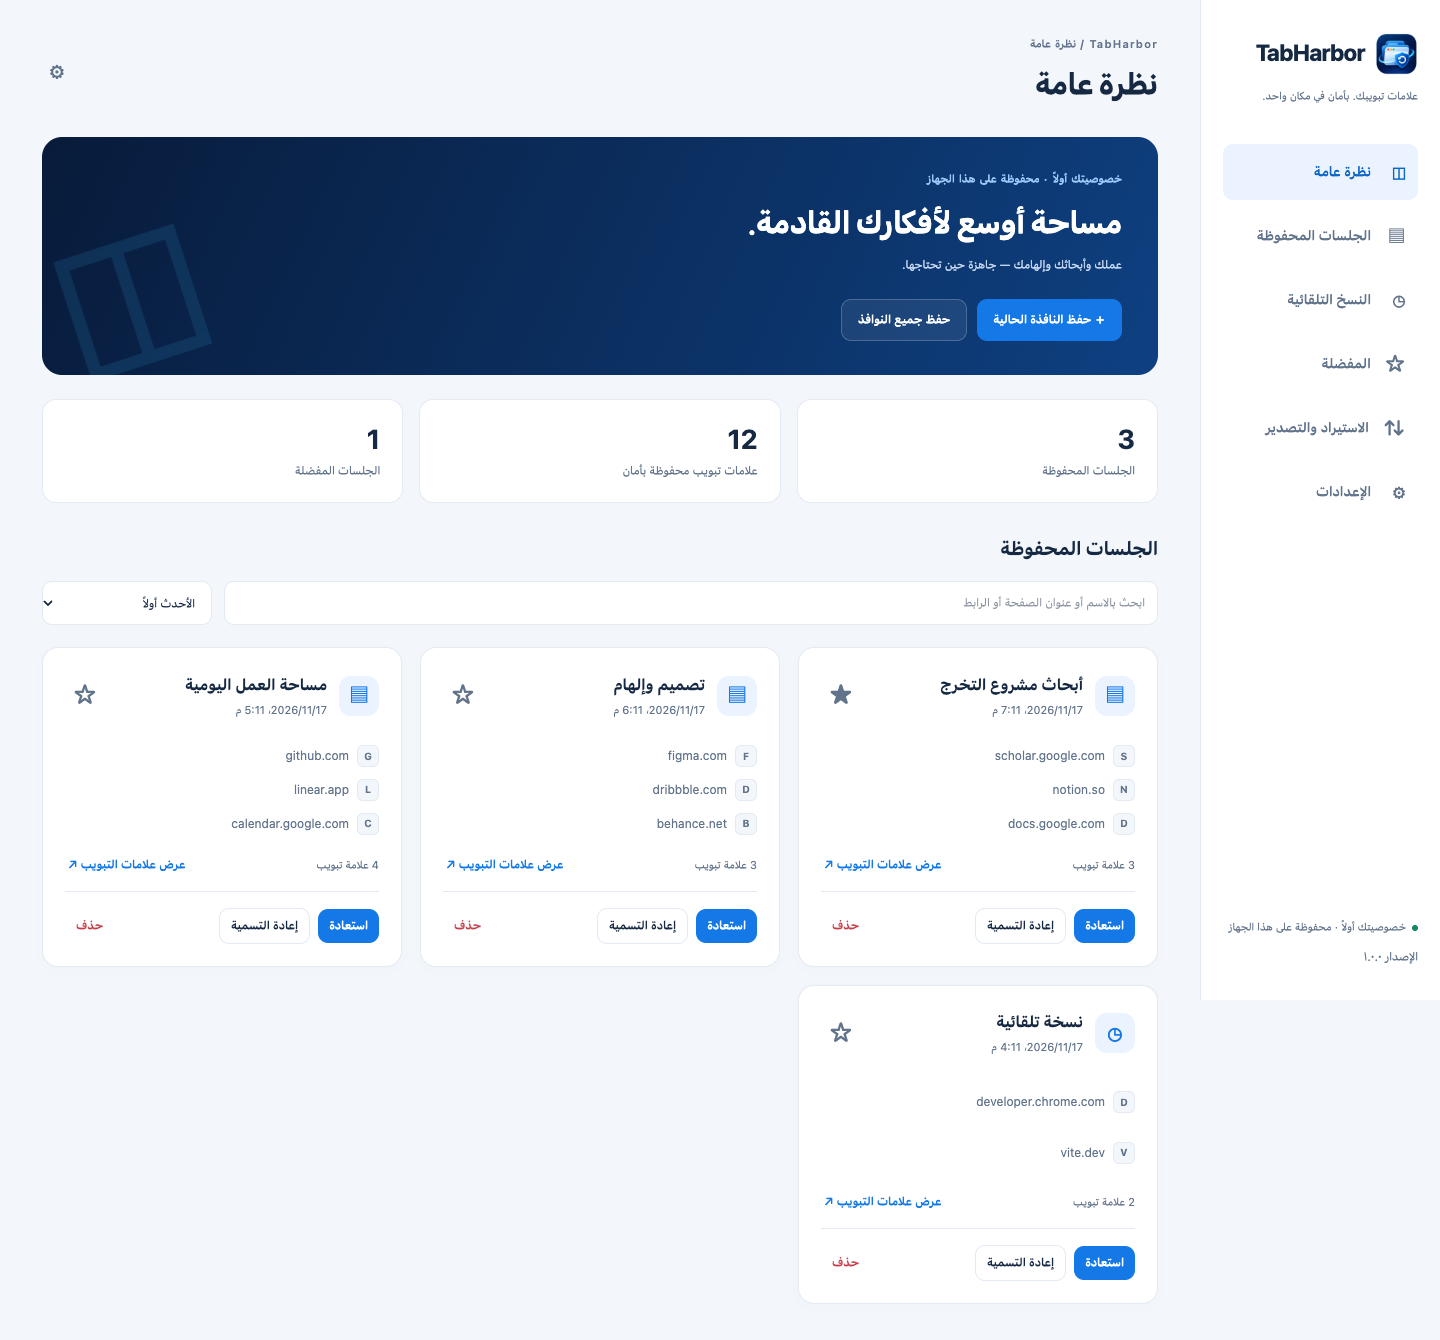 TabHarbor
علامات تبويبك. بأمان في مكان واحد.
نظرة عامة
الجلسات المحفوظة
النسخ التلقائية
المفضلة
الاستيراد والتصدير
الإعدادات
خصوصيتك أولاً · محفوظة على هذا الجهاز
الإصدار ١.٠.٠
TabHarbor / نظرة عامة
نظرة عامة
خصوصيتك أولاً · محفوظة على هذا الجهاز
مساحة أوسع لأفكارك القادمة.
عملك وأبحاثك وإلهامك — جاهزة حين تحتاجها.
+ حفظ النافذة الحالية
حفظ جميع النوافذ
3
الجلسات المحفوظة
12
علامات تبويب محفوظة بأمان
1
الجلسات المفضلة
الجلسات المحفوظة
ابحث بالاسم أو عنوان الصفحة أو الرابط
الأحدث أولاً
أبحاث مشروع التخرج
2026/11/17، 7:11 م
S scholar.google.com
N notion.so
D docs.google.com
3 علامة تبويب
عرض علامات التبويب ↗
استعادة
إعادة التسمية
حذف
تصميم وإلهام
2026/11/17، 6:11 م
F figma.com
D dribbble.com
B behance.net
3 علامة تبويب
عرض علامات التبويب ↗
استعادة
إعادة التسمية
حذف
مساحة العمل اليومية
2026/11/17، 5:11 م
G github.com
L linear.app
C calendar.google.com
4 علامة تبويب
عرض علامات التبويب ↗
استعادة
إعادة التسمية
حذف
نسخة تلقائية
2026/11/17، 4:11 م
D developer.chrome.com
V vite.dev
2 علامة تبويب
عرض علامات التبويب ↗
استعادة
إعادة التسمية
حذف